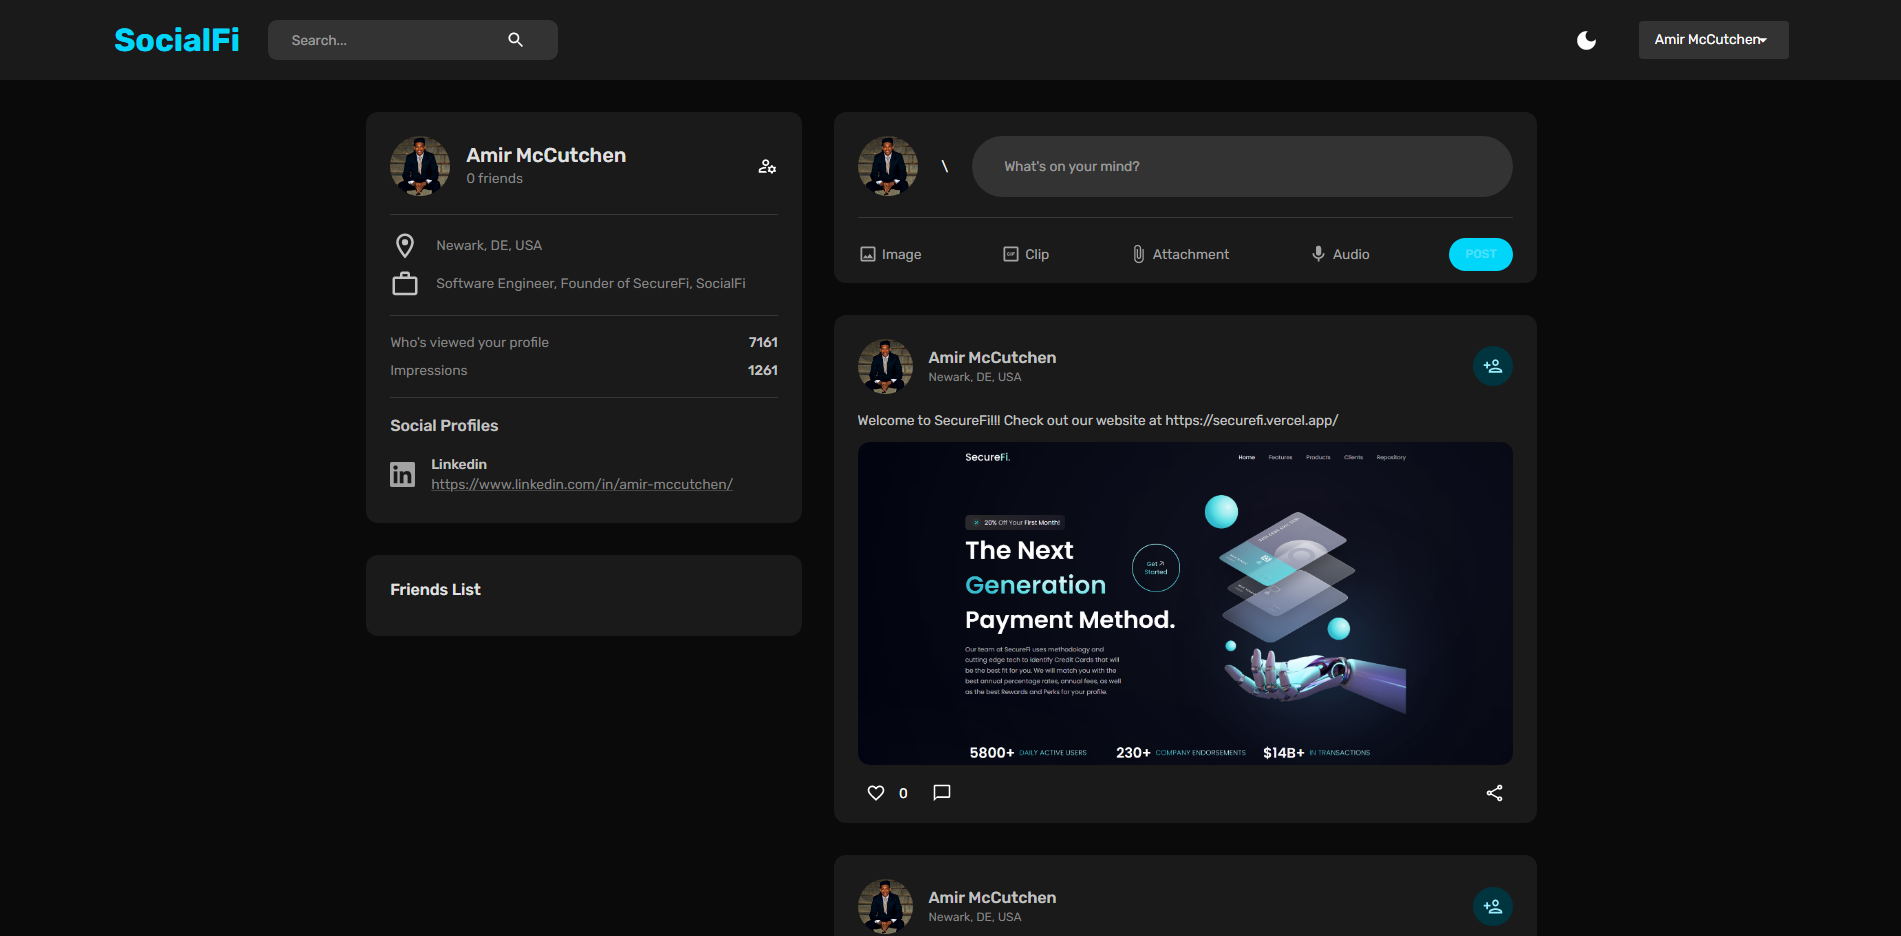 SocialFi
Search...
Amir McCutchen
Amir McCutchen
0 friends
Newark, DE, USA
Software Engineer, Founder of SecureFi, SocialFi
Who's viewed your profile 7161
Impressions 1261
Social Profiles
Linkedin
https://www.linkedin.com/in/amir-mccutchen/
Friends List
\
What's on your mind?
Image
Clip
Attachment
Audio
POST
Amir McCutchen
Newark, DE, USA
Welcome to SecureFi!!! Check out our website at https://securefi.vercel.app/
SecureFi.
Home Features Products Clients Repository
20% Off Your First Month!
The Next
Generation
Payment Method.
Get
Started
Our team at SecureFi uses methodology and
cutting edge tech to identify Credit Cards that will
be the best fit for you. We will match you with the
best annual percentage rates, annual fees, as well
as the best Rewards and Perks for your profile.
5800+ DAILY ACTIVE USERS
230+ COMPANY ENDORSEMENTS
$14B+ IN TRANSACTIONS
0
Amir McCutchen
Newark, DE, USA